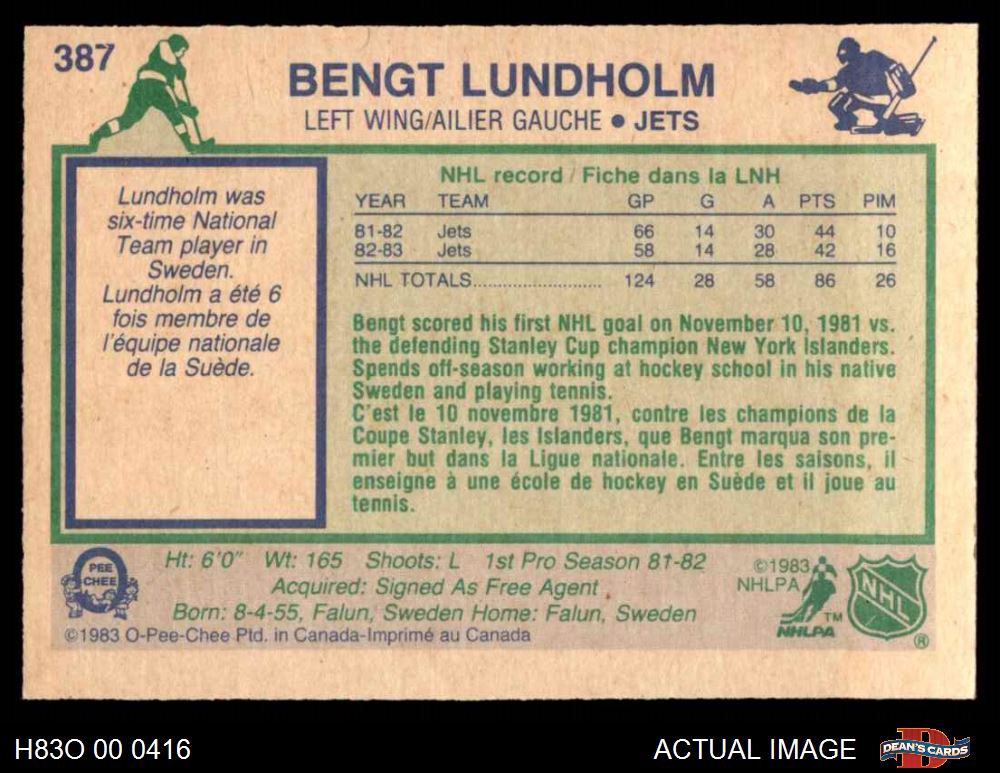 387
BENGT LUNDHOLM
LEFT WING/AILIER GAUCHE • JETS
Lundholm was
six-time National
Team player in
Sweden.
Lundholm a été 6
fois membre de
l'équipe nationale
de la Suède.
NHL record / Fiche dans la LNH
YEAR TEAM GP G A PTS PIM
81-82 Jets 66 14 30 44 10
82-83 Jets 58 14 28 42 16
NHL TOTALS.......................... 124 28 58 86 26
Bengt scored his first NHL goal on November 10, 1981 vs.
the defending Stanley Cup champion New York Islanders.
Spends off-season working at hockey school in his native
Sweden and playing tennis.
C'est le 10 novembre 1981, contre les champions de la
Coupe Stanley, les Islanders, que Bengt marqua son pre-
mier but dans la Ligue nationale. Entre les saisons, il
enseigne à une école de hockey en Suède et il joue au
tennis.
PEE
CHEE
Ht: 6'0" Wt: 165 Shoots: L 1st Pro Season 81-82
Acquired: Signed As Free Agent
Born: 8-4-55, Falun, Sweden Home: Falun, Sweden
©1983 O-Pee-Chee Ptd. in Canada-Imprimé au Canada
©1983
NHLPA
TM
NHLPA
NHL
®
H83O 00 0416
ACTUAL IMAGE
DEAN'S CARDS